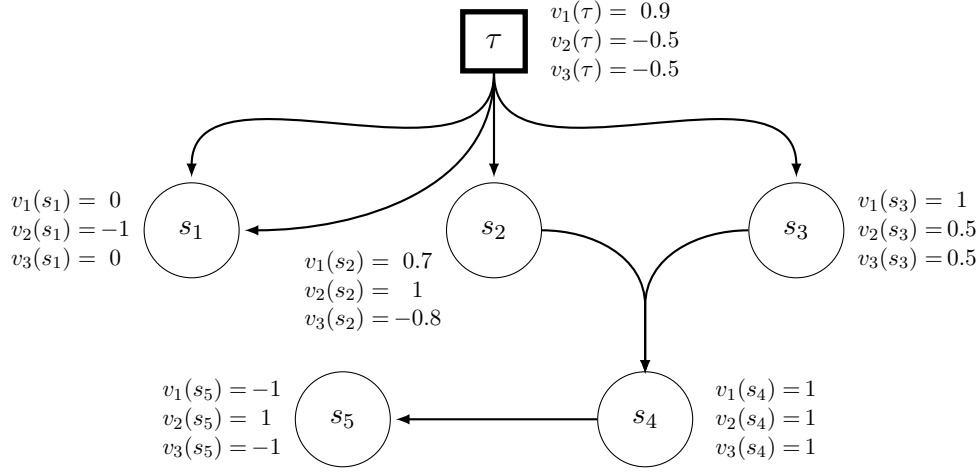 τ
v₁(τ) = 0.9
v₂(τ) = −0.5
v₃(τ) = −0.5
v₁(s₁) = 0
v₂(s₁) = −1
v₃(s₁) = 0
s₁
s₂
s₃
v₁(s₃) = 1
v₂(s₃) = 0.5
v₃(s₃) = 0.5
v₁(s₂) = 0.7
v₂(s₂) = 1
v₃(s₂) = −0.8
v₁(s₅) = −1
v₂(s₅) = 1
v₃(s₅) = −1
s₅
s₄
v₁(s₄) = 1
v₂(s₄) = 1
v₃(s₄) = 1